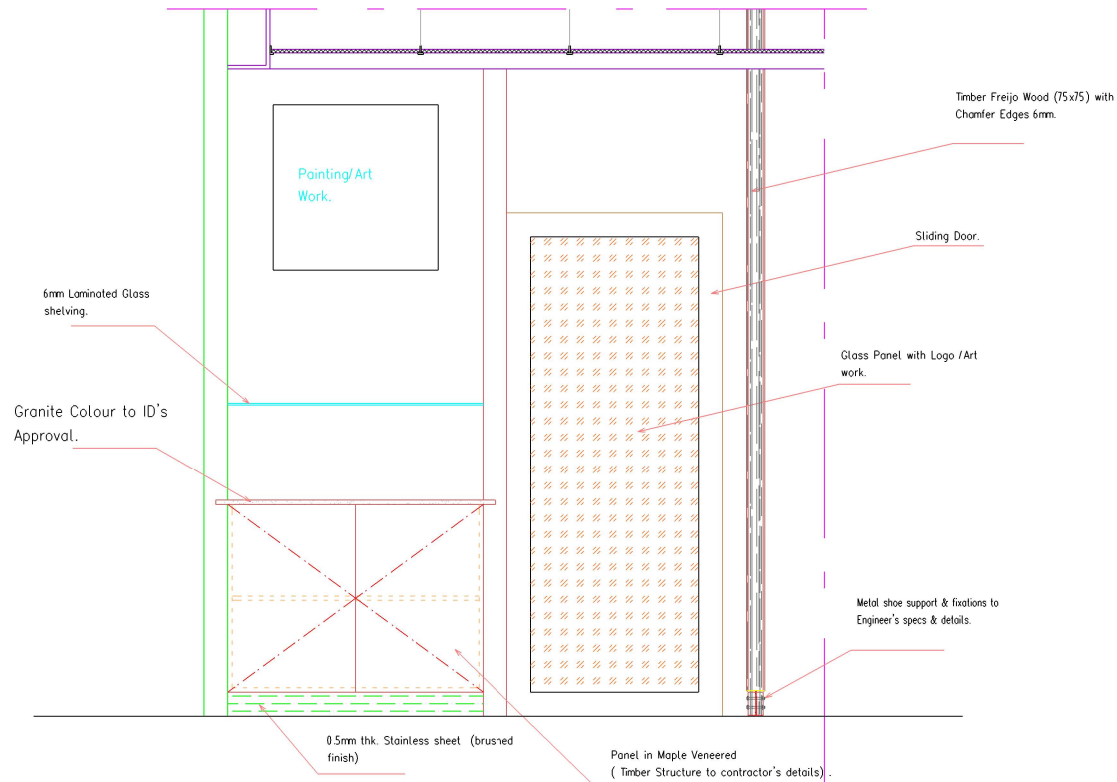 Timber Freijo Wood (75x75) with
Chamfer Edges 6mm.
Painting/Art
Work.
Sliding Door.
6mm Laminated Glass
shelving.
Glass Panel with Logo /Art
work.
Granite Colour to ID's
Approval.
Metal shoe support & fixations to
Engineer's specs & details.
0.5mm thk. Stainless sheet (brushed
finish)
Panel in Maple Veneered
( Timber Structure to contractor's details) .